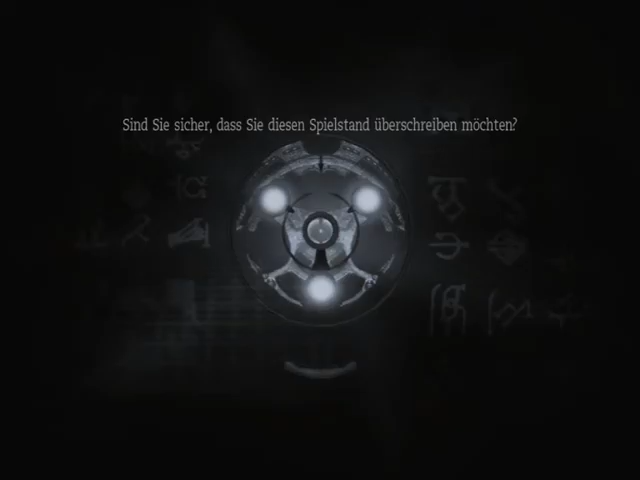 Sind Sie sicher, dass Sie diesen Spielstand überschreiben möchten?